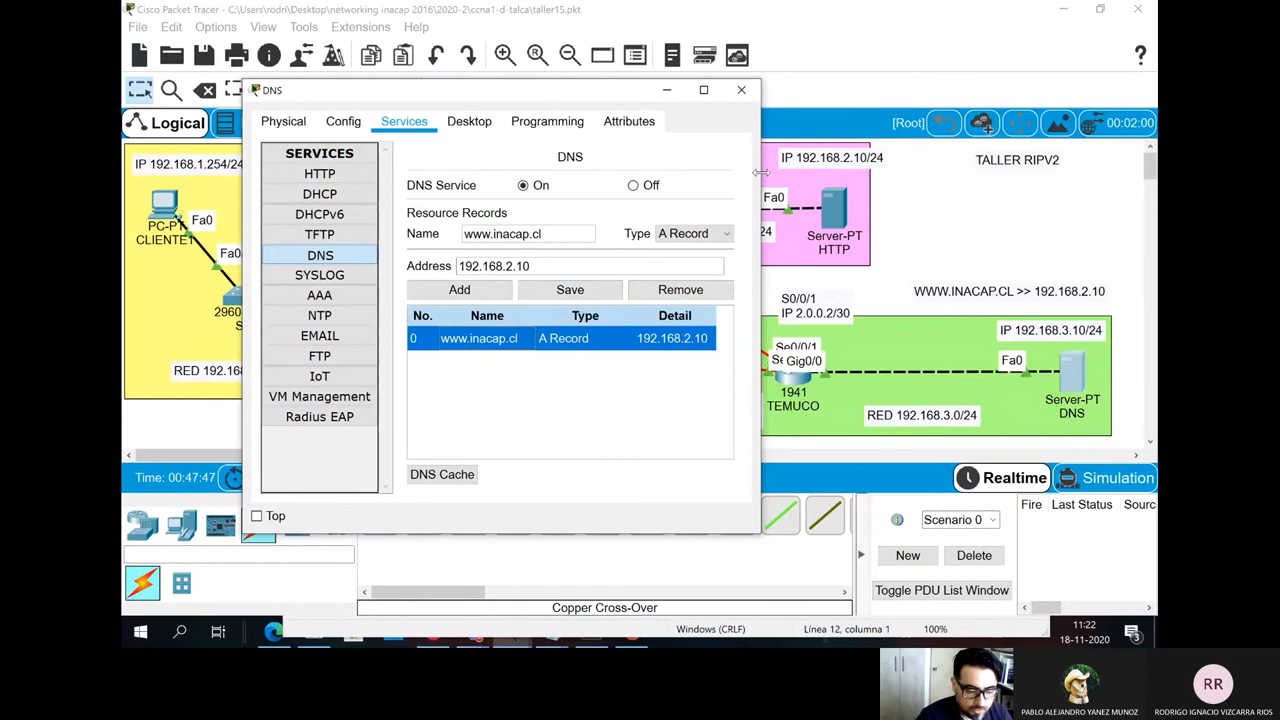 Cisco Packet Tracer - C:\Users\rodri\Desktop\networking inacap 2016\2020-2\ccna1-d-talca\taller15.pkt
File Edit Options View Tools Extensions Help
DNS
Logical
[Root]
00:02:00
Physical Config Services Desktop Programming Attributes
IP 192.168.1.254/24
PC-PT
CLIENTE1
Fa0
Fa0
2960
RED 192.168
SERVICES
HTTP
DHCP
DHCPv6
TFTP
DNS
SYSLOG
AAA
NTP
EMAIL
FTP
IoT
VM Management
Radius EAP
DNS
DNS Service On Off
Resource Records
Name www.inacap.cl Type A Record
Address 192.168.2.10
Add Save Remove
No. Name Type Detail
0 www.inacap.cl A Record 192.168.2.10
DNS Cache
Top
IP 192.168.2.10/24
TALLER RIPV2
Fa0
/24
Server-PT
HTTP
S0/0/1
IP 2.0.0.2/30
WWW.INACAP.CL >> 192.168.2.10
IP 192.168.3.10/24
Se0/0/1
Gig0/0
Fa0
1941
TEMUCO
RED 192.168.3.0/24
Server-PT
DNS
Time: 00:47:47
Realtime Simulation
Scenario 0
Fire Last Status Sourc
New Delete
Toggle PDU List Window
Copper Cross-Over
Windows (CRLF) Línea 12, columna 1 100%
11:22
18-11-2020
3
RR
PABLO ALEJANDRO YANEZ MUNOZ
RODRIGO IGNACIO VIZCARRA RIOS